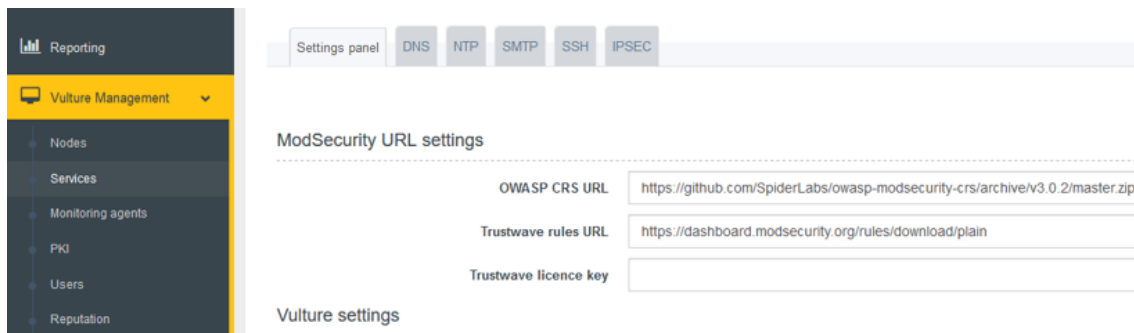 Reporting
Vulture Management
Nodes
Services
Monitoring agents
PKI
Users
Reputation
Settings panel DNS NTP SMTP SSH IPSEC
ModSecurity URL settings
OWASP CRS URL https://github.com/SpiderLabs/owasp-modsecurity-crs/archive/v3.0.2/master.zip
Trustwave rules URL https://dashboard.modsecurity.org/rules/download/plain
Trustwave licence key
Vulture settings